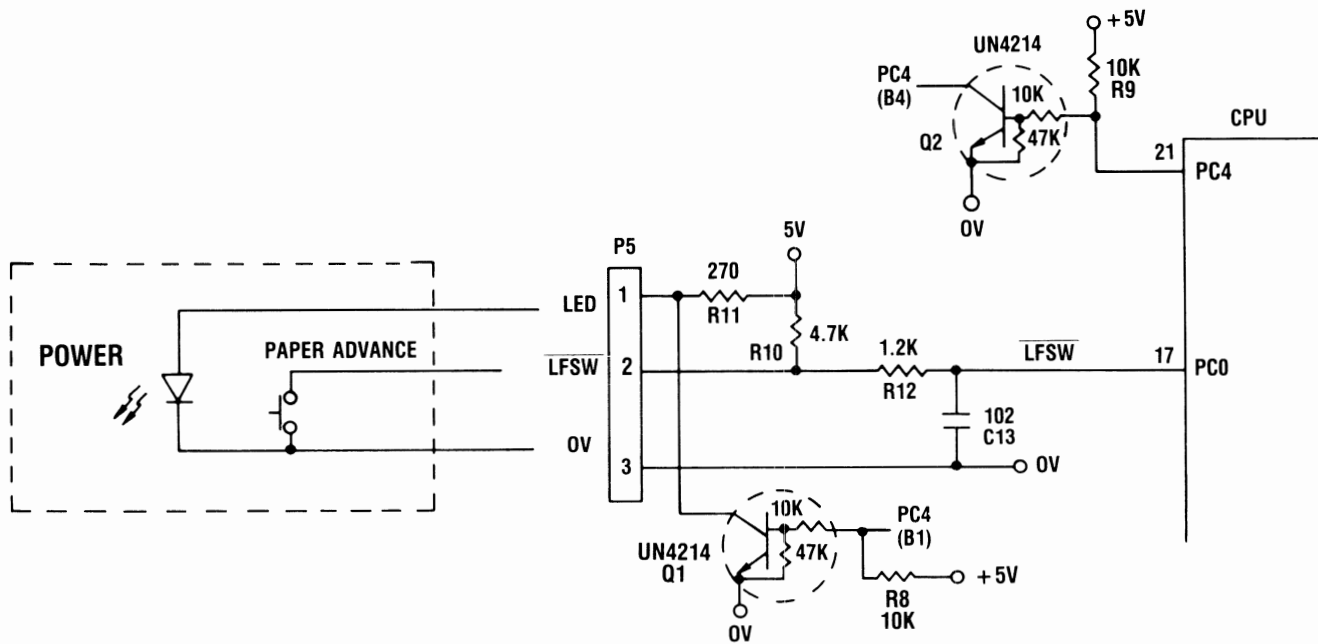 +5V
UN4214
10K
R9
PC4
(B4)
10K
47K
Q2
CPU
21
PC4
0V
5V
P5
270
1
LED
R11
POWER
PAPER ADVANCE
4.7K
R10
1.2K
LFSW
2
LFSW
17
PC0
R12
102
C13
0V
3
0V
10K
PC4
(B1)
47K
UN4214
Q1
+5V
R8
10K
0V